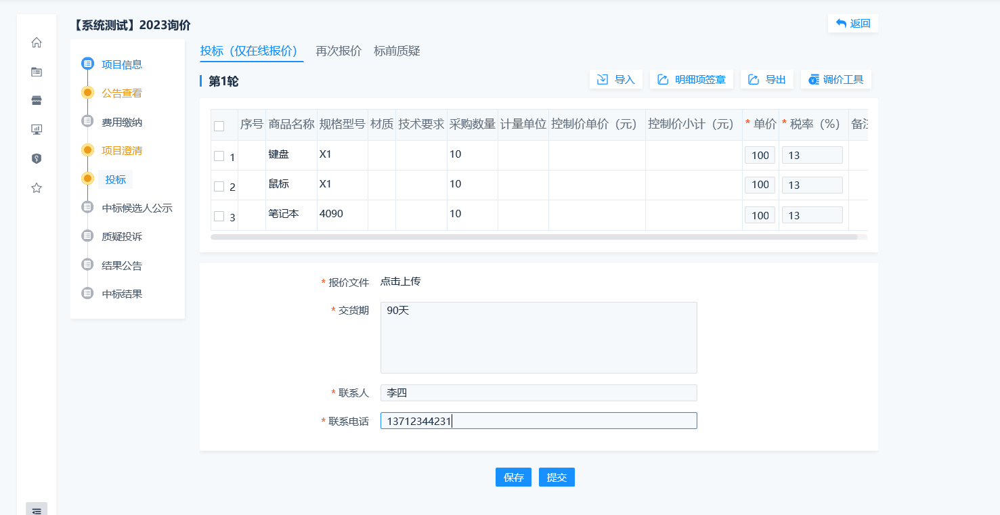 【系统测试】2023询价
返回
项目信息
公告查看
费用缴纳
项目澄清
投标
中标候选人公示
质疑投诉
结果公告
中标结果
投标（仅在线报价） 再次报价 标前质疑
第1轮
导入 明细项签章 导出 调价工具
序号 商品名称 规格型号 材质 技术要求 采购数量 计量单位 控制价单价（元） 控制价小计（元） * 单价 * 税率（%）
1 键盘 X1 10 100 13
2 鼠标 X1 10 100 13
3 笔记本 4090 10 100 13
* 报价文件 点击上传
* 交货期 90天
* 联系人 李四
* 联系电话 13712344231
保存 提交